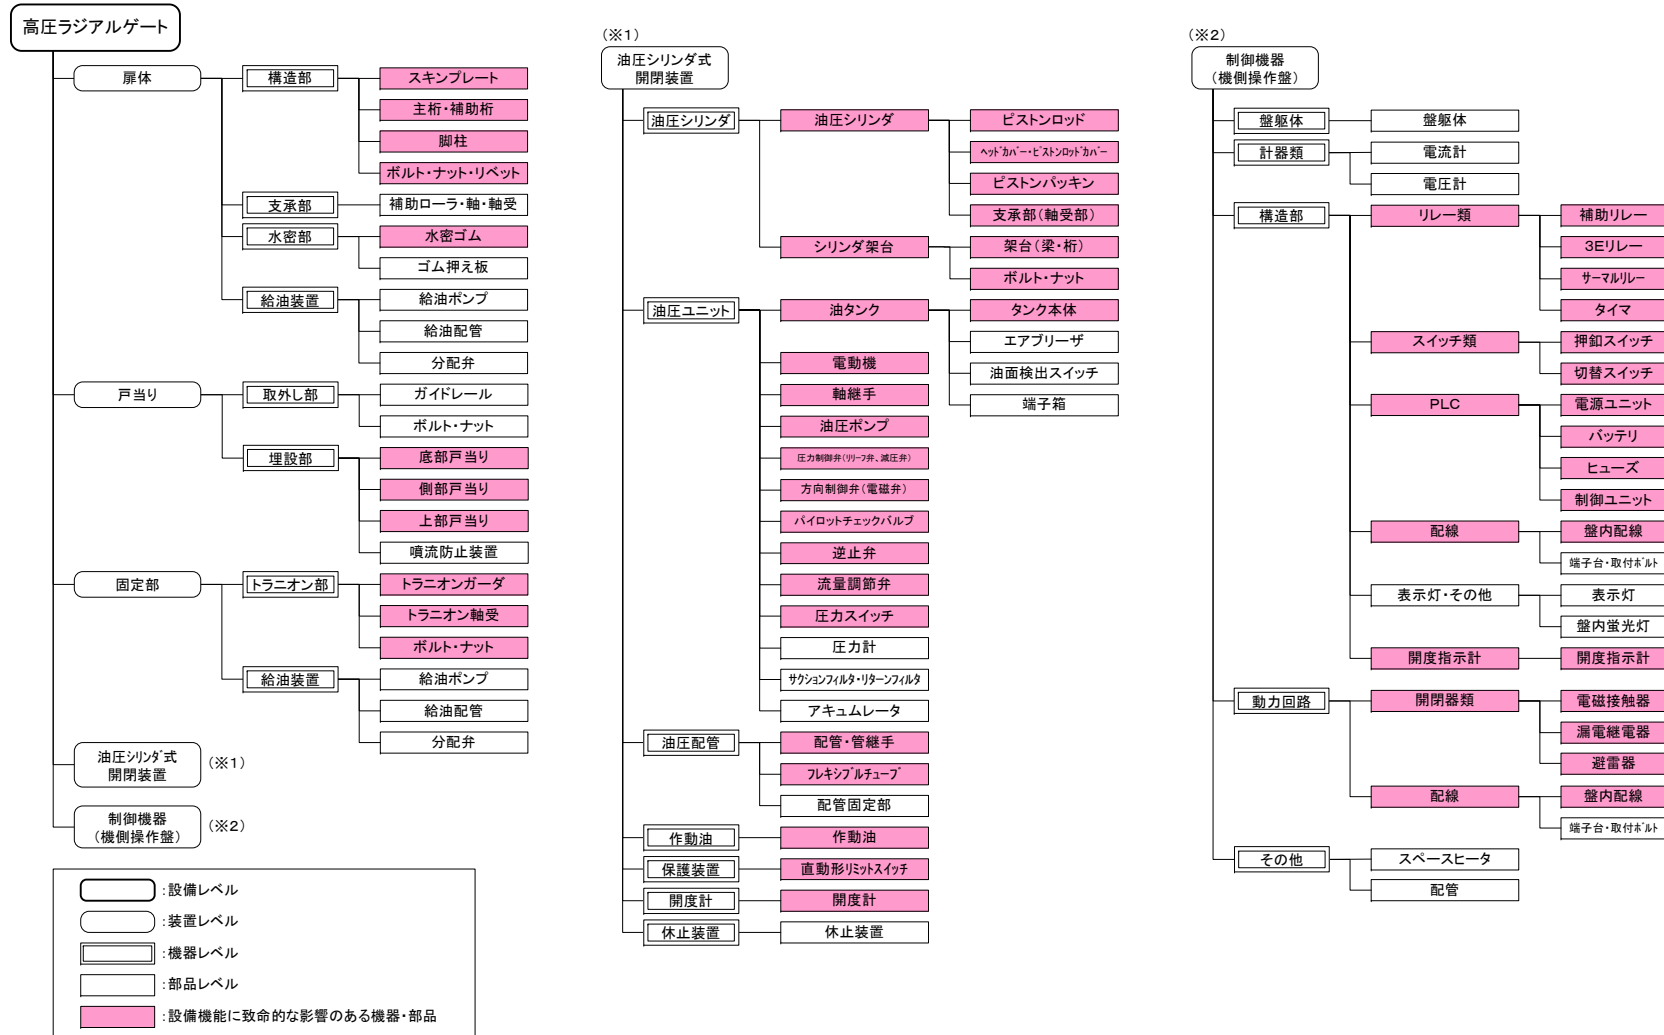 高圧ラジアルゲート
扉体
構造部
スキンプレート
主桁・補助桁
脚柱
ボルト・ナット・リベット
支承部
補助ローラ・軸・軸受
水密部
水密ゴム
ゴム押え板
給油装置
給油ポンプ
給油配管
分配弁
戸当り
取外し部
ガイドレール
ボルト・ナット
埋設部
底部戸当り
側部戸当り
上部戸当り
噴流防止装置
固定部
トラニオン部
トラニオンガーダ
トラニオン軸受
ボルト・ナット
給油装置
給油ポンプ
給油配管
分配弁
油圧シリンダ式
開閉装置
(※1)
制御機器
(機側操作盤)
(※2)
:設備レベル
:装置レベル
:機器レベル
:部品レベル
:設備機能に致命的な影響のある機器・部品
(※1)
油圧シリンダ式
開閉装置
油圧シリンダ
油圧シリンダ
ピストンロッド
ヘッドカバー・ピストンロッドカバー
ピストンパッキン
支承部(軸受部)
シリンダ架台
架台(梁・桁)
ボルト・ナット
油圧ユニット
油タンク
タンク本体
エアブリーザ
油面検出スイッチ
端子箱
電動機
軸継手
油圧ポンプ
圧力制御弁(リリーフ弁、減圧弁)
方向制御弁(電磁弁)
パイロットチェックバルブ
逆止弁
流量調節弁
圧力スイッチ
圧力計
サクションフィルタ・リターンフィルタ
アキュムレータ
油圧配管
配管・管継手
フレキシブルチューブ
配管固定部
作動油
作動油
保護装置
直動形リミットスイッチ
開度計
開度計
休止装置
休止装置
(※2)
制御機器
(機側操作盤)
盤躯体
盤躯体
計器類
電流計
電圧計
構造部
リレー類
補助リレー
3Eリレー
サーマルリレー
タイマ
スイッチ類
押釦スイッチ
切替スイッチ
PLC
電源ユニット
バッテリ
ヒューズ
制御ユニット
配線
盤内配線
端子台・取付ボルト
表示灯・その他
表示灯
盤内蛍光灯
開度指示計
開度指示計
動力回路
開閉器類
電磁接触器
漏電継電器
避雷器
配線
盤内配線
端子台・取付ボルト
その他
スペースヒータ
配管